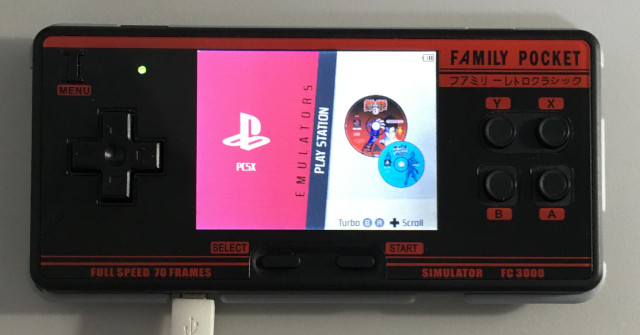 FAMILY POCKET
ファミリーレトロクラシック
MENU
Y
X
B
A
PCSX
EMULATORS
PLAY STATION
Turbo B A Scroll
SELECT
START
FULL SPEED 70 FRAMES
SIMULATOR FC3000